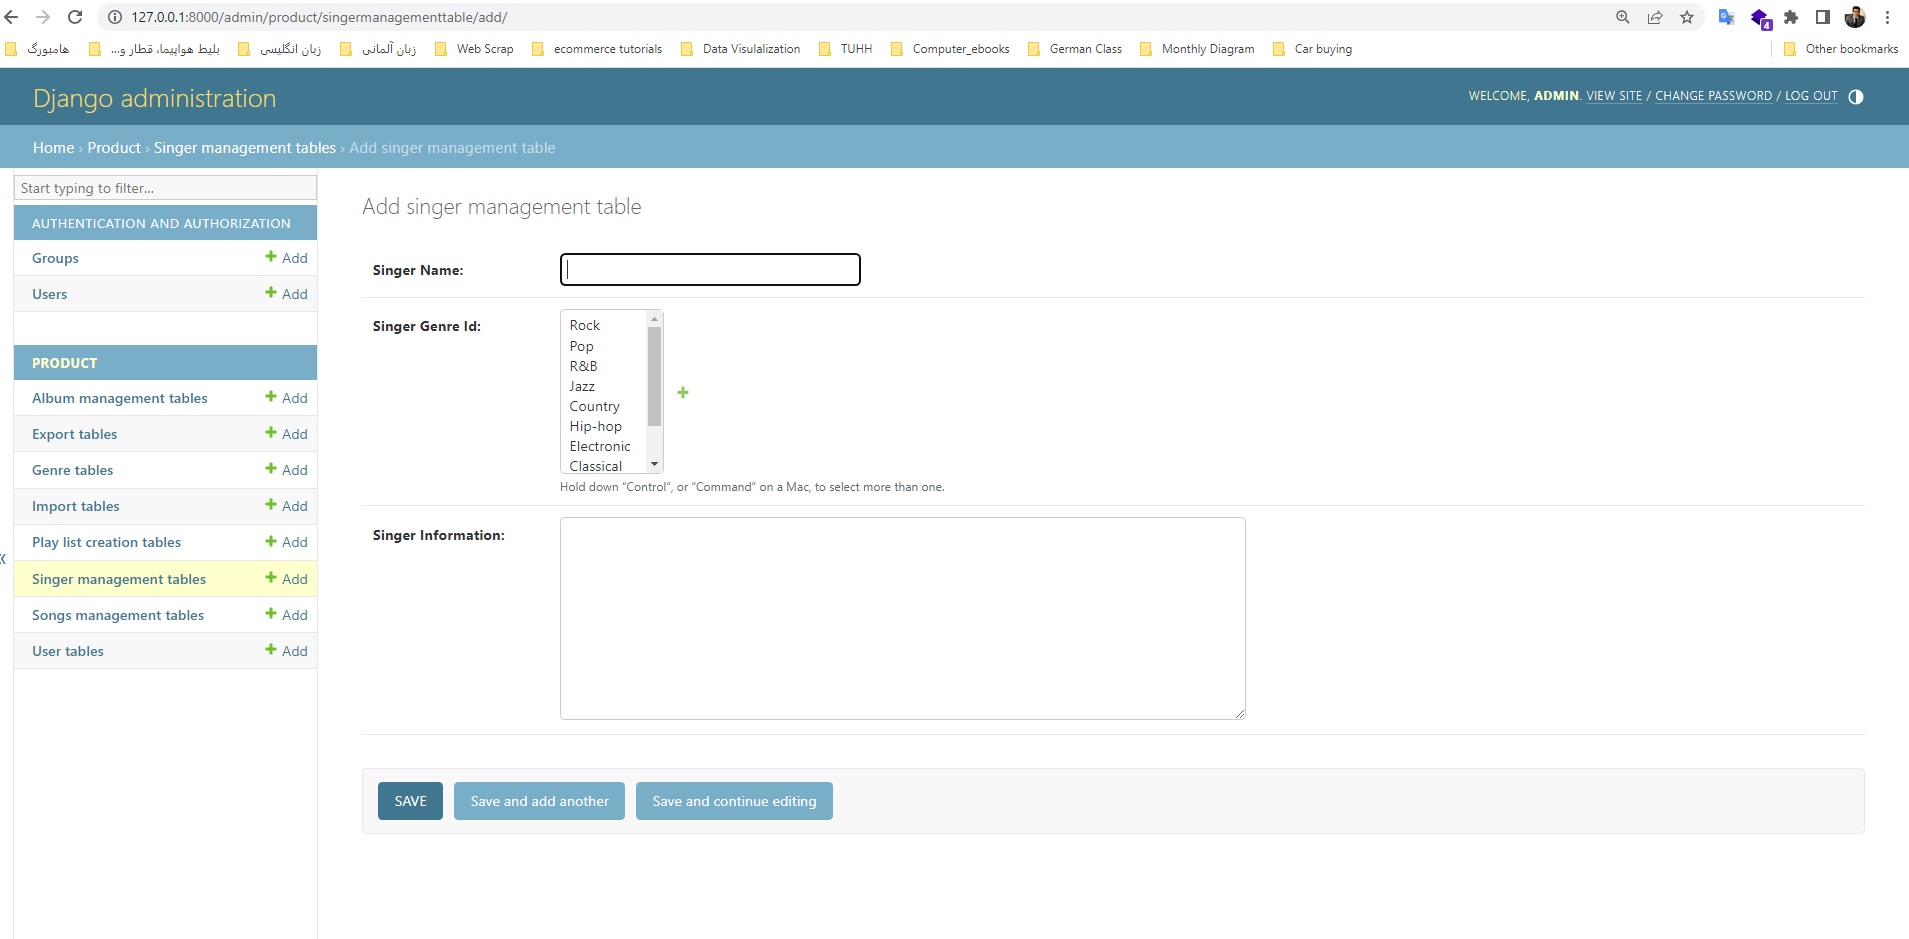 127.0.0.1:8000/admin/product/singermanagementtable/add/
4
هامبورگ بلیط هواپیما، قطار و... زبان انگلیسی زبان آلمانی Web Scrap ecommerce tutorials Data Visulalization TUHH Computer_ebooks German Class Monthly Diagram Car buying Other bookmarks
Django administration
WELCOME, ADMIN. VIEW SITE / CHANGE PASSWORD / LOG OUT
Home › Product › Singer management tables › Add singer management table
Start typing to filter...
AUTHENTICATION AND AUTHORIZATION
Groups + Add
Users + Add
PRODUCT
Album management tables + Add
Export tables + Add
Genre tables + Add
Import tables + Add
Play list creation tables + Add
Singer management tables + Add
Songs management tables + Add
User tables + Add
«
Add singer management table
Singer Name:
Singer Genre Id:
Rock
Pop
R&B
Jazz
Country
Hip-hop
Electronic
Classical
Hold down “Control”, or “Command” on a Mac, to select more than one.
Singer Information:
SAVE Save and add another Save and continue editing